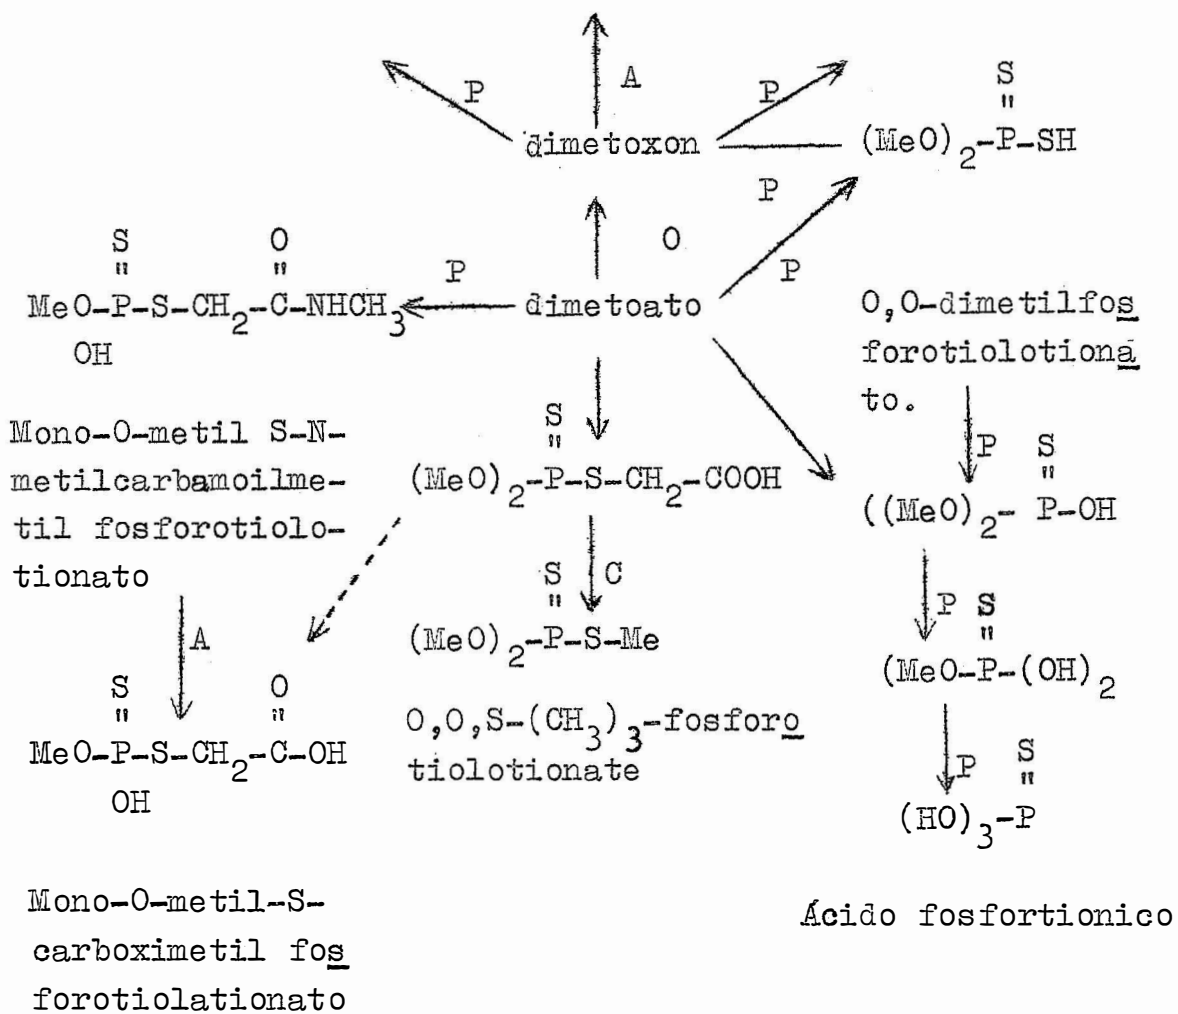 A
P
P
S
"
dimetoxon
(MeO)2-P-SH
P
S
"
O
"
O
P
P
MeO-P-S-CH2-C-NHCH3
OH
dimetoato
O,O-dimetilfos
forotiolotioná
to.
Mono-O-metil S-N-
metilcarbamoilme-
til fosforotiolo-
tionato
S
"
(MeO)2-P-S-CH2-COOH
P
S
"
((MeO)2- P-OH
A
S
"
C
(MeO)2-P-S-Me
P
S
"
(MeO-P-(OH)2
S
"
O
"
MeO-P-S-CH2-C-OH
OH
O,O,S-(CH3)3-fosforo
tiolotionate
P
S
"
(HO)3-P
Mono-O-metil-S-
carboximetil fos
forotiolationato
Ácido fosfortionico